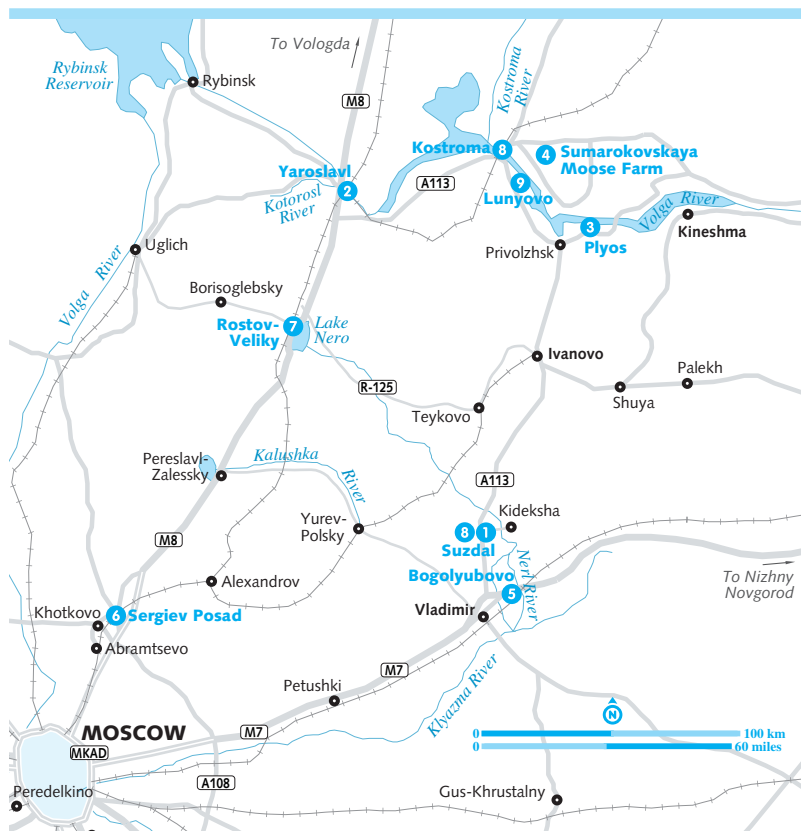 To Vologda
Rybinsk
Reservoir
Rybinsk
M8
Kostroma
River
Kostroma
8
4
Sumarokovskaya
Moose Farm
Yaroslavl
2
Kotorosl
River
A113
9
Lunyovo
Volga River
Kineshma
3
Plyos
Privolzhsk
Uglich
Volga River
Borisoglebsky
Rostov-
Veliky
7
Lake
Nero
R-125
Ivanovo
Palekh
Shuya
Teykovo
Pereslavl-
Zalessky
Kalushka
River
A113
Kideksha
Yurev-
Polsky
8
1
Suzdal
M8
Nerl River
Bogolyubovo
5
To Nizhny
Novgorod
Alexandrov
Vladimir
Khotkovo
6
Sergiev Posad
Abramtsevo
M7
Petushki
Klyazma River
N
MOSCOW
M7
MKAD
0
100 km
0
60 miles
A108
Peredelkino
Gus-Khrustalny